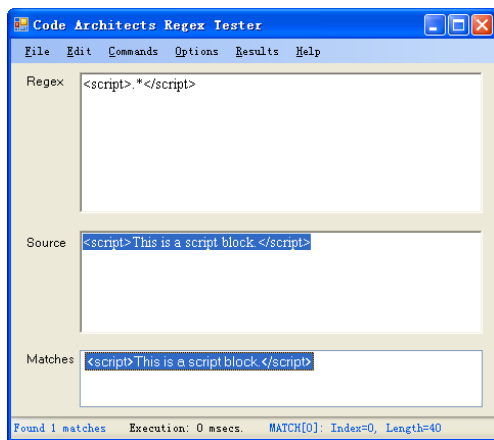 Code Architects Regex Tester
File Edit Commands Options Results Help
Regex
<script>.*</script>
Source
<script>This is a script block.</script>
Matches
<script>This is a script block.</script>
Found 1 matches Execution: 0 msecs. MATCH[0]: Index=0, Length=40